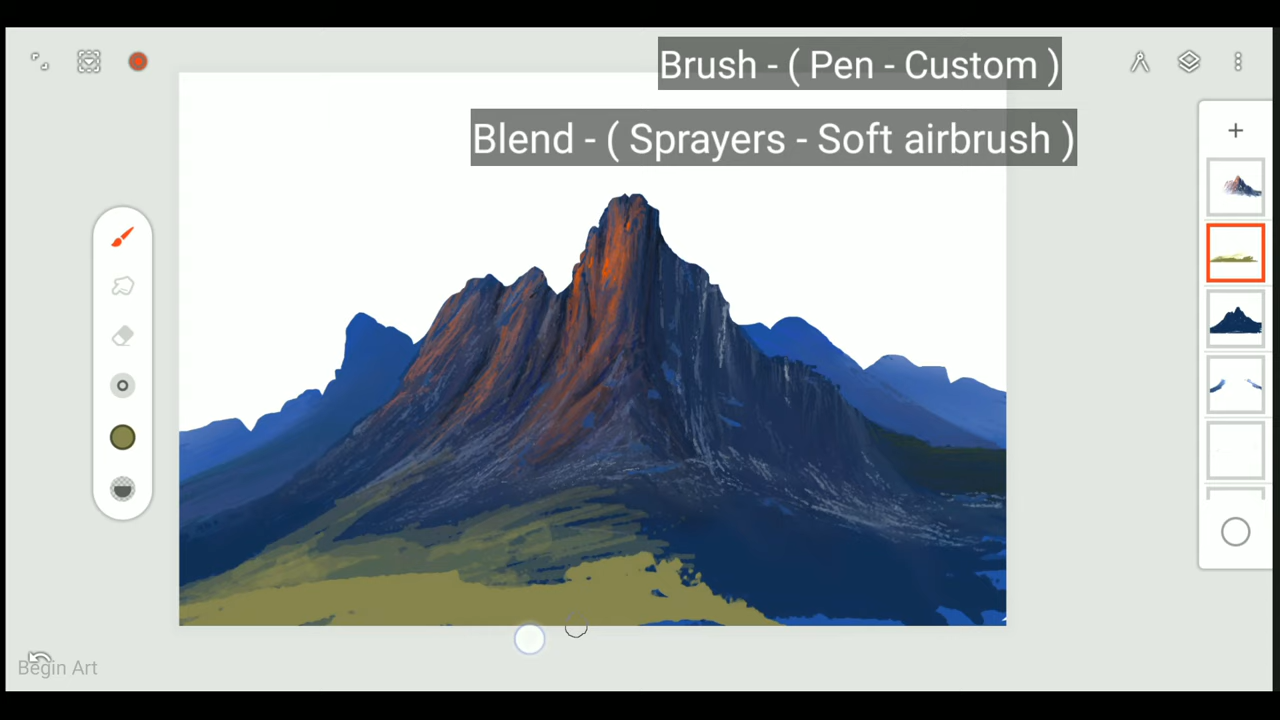 Brush - ( Pen - Custom )
Blend - ( Sprayers - Soft airbrush )
Begin Art